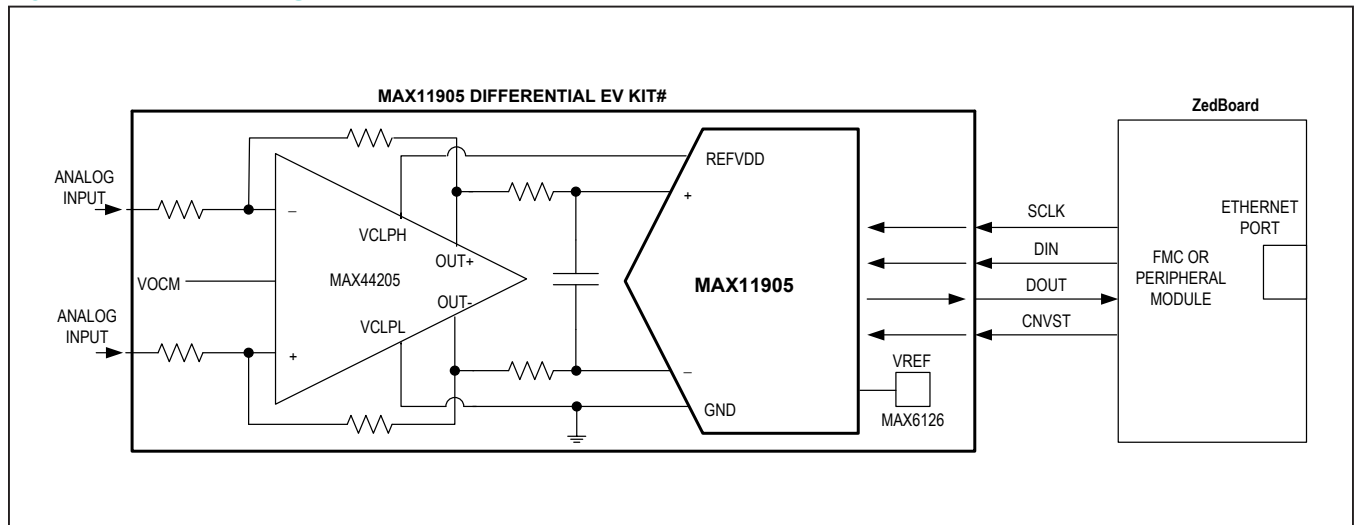 MAX11905 DIFFERENTIAL EV KIT#
ZedBoard
ANALOG
INPUT
−
VCLPH
OUT+
MAX44205
VOCM
OUT-
VCLPL
ANALOG
INPUT
+
REFVDD
+
MAX11905
−
GND
VREF
MAX6126
SCLK
DIN
DOUT
CNVST
FMC OR
PERIPHERAL
MODULE
ETHERNET
PORT